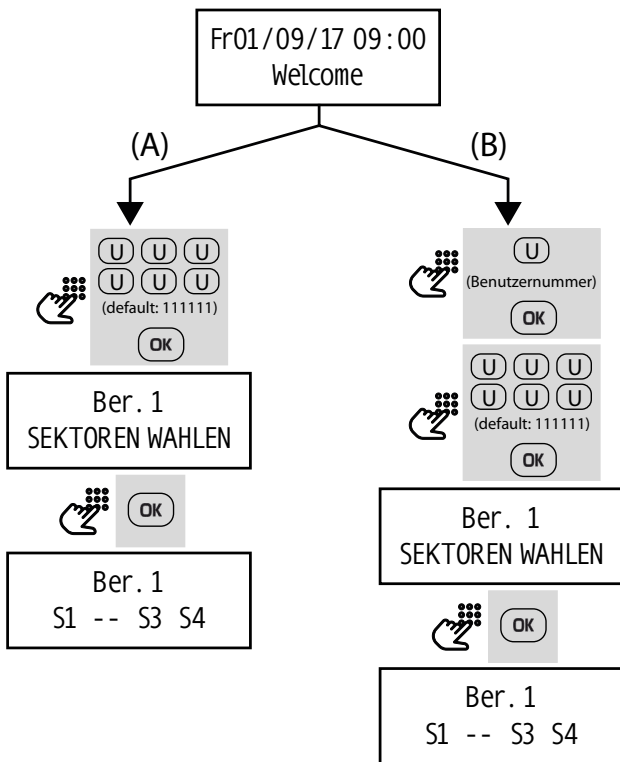 Fr01/09/17 09:00
Welcome
(A)
(B)
U U U
U U U
(default: 111111)
OK
Ber. 1
SEKTOREN WAHLEN
OK
Ber. 1
S1 -- S3 S4
U
(Benutzernummer)
OK
U U U
U U U
(default: 111111)
OK
Ber. 1
SEKTOREN WAHLEN
OK
Ber. 1
S1 -- S3 S4